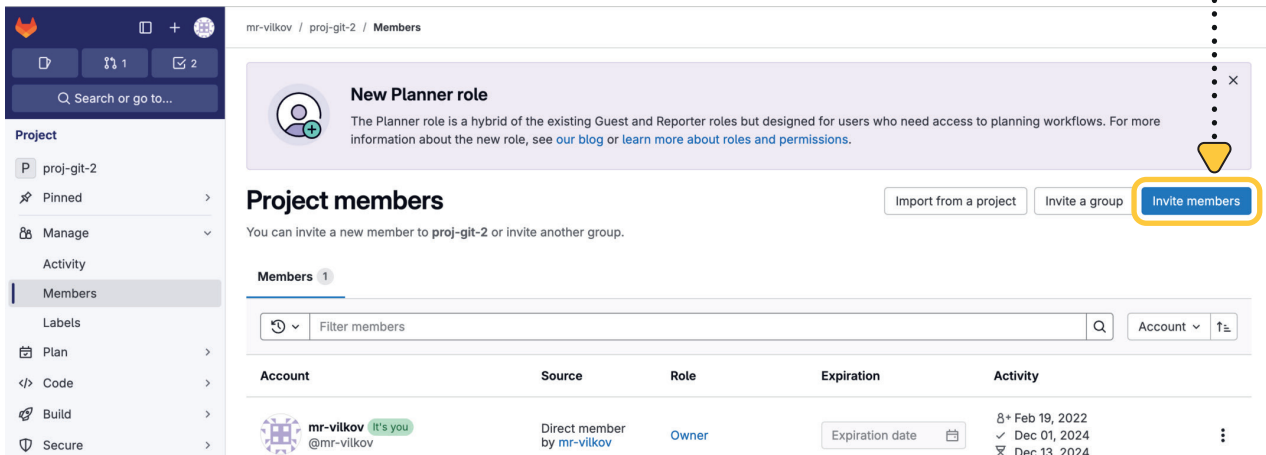 1
2
Search or go to...
Project
P proj-git-2
Pinned
Manage
Activity
Members
Labels
Plan
Code
Build
Secure
mr-vilkov / proj-git-2 / Members
New Planner role
The Planner role is a hybrid of the existing Guest and Reporter roles but designed for users who need access to planning workflows. For more
information about the new role, see our blog or learn more about roles and permissions.
Project members
Import from a project
Invite a group
Invite members
You can invite a new member to proj-git-2 or invite another group.
Members 1
Filter members
Account
Account Source Role Expiration Activity
mr-vilkov It's you
@mr-vilkov
Direct member
by mr-vilkov
Owner
Expiration date
Feb 19, 2022
Dec 01, 2024
Dec 13, 2024